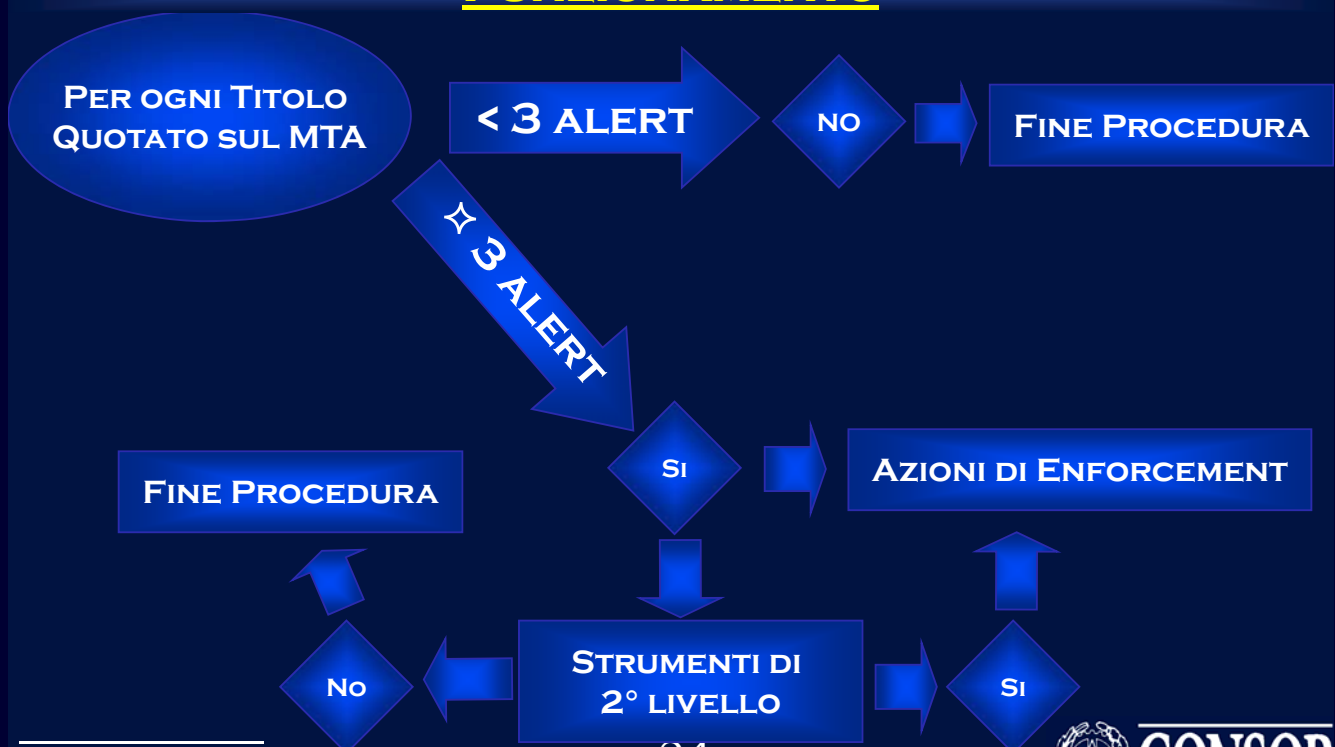 PER OGNI TITOLO
QUOTATO SUL MTA
< 3 ALERT
NO
FINE PROCEDURA
✧ 3 ALERT
SI
AZIONI DI ENFORCEMENT
FINE PROCEDURA
NO
STRUMENTI DI
2° LIVELLO
SI